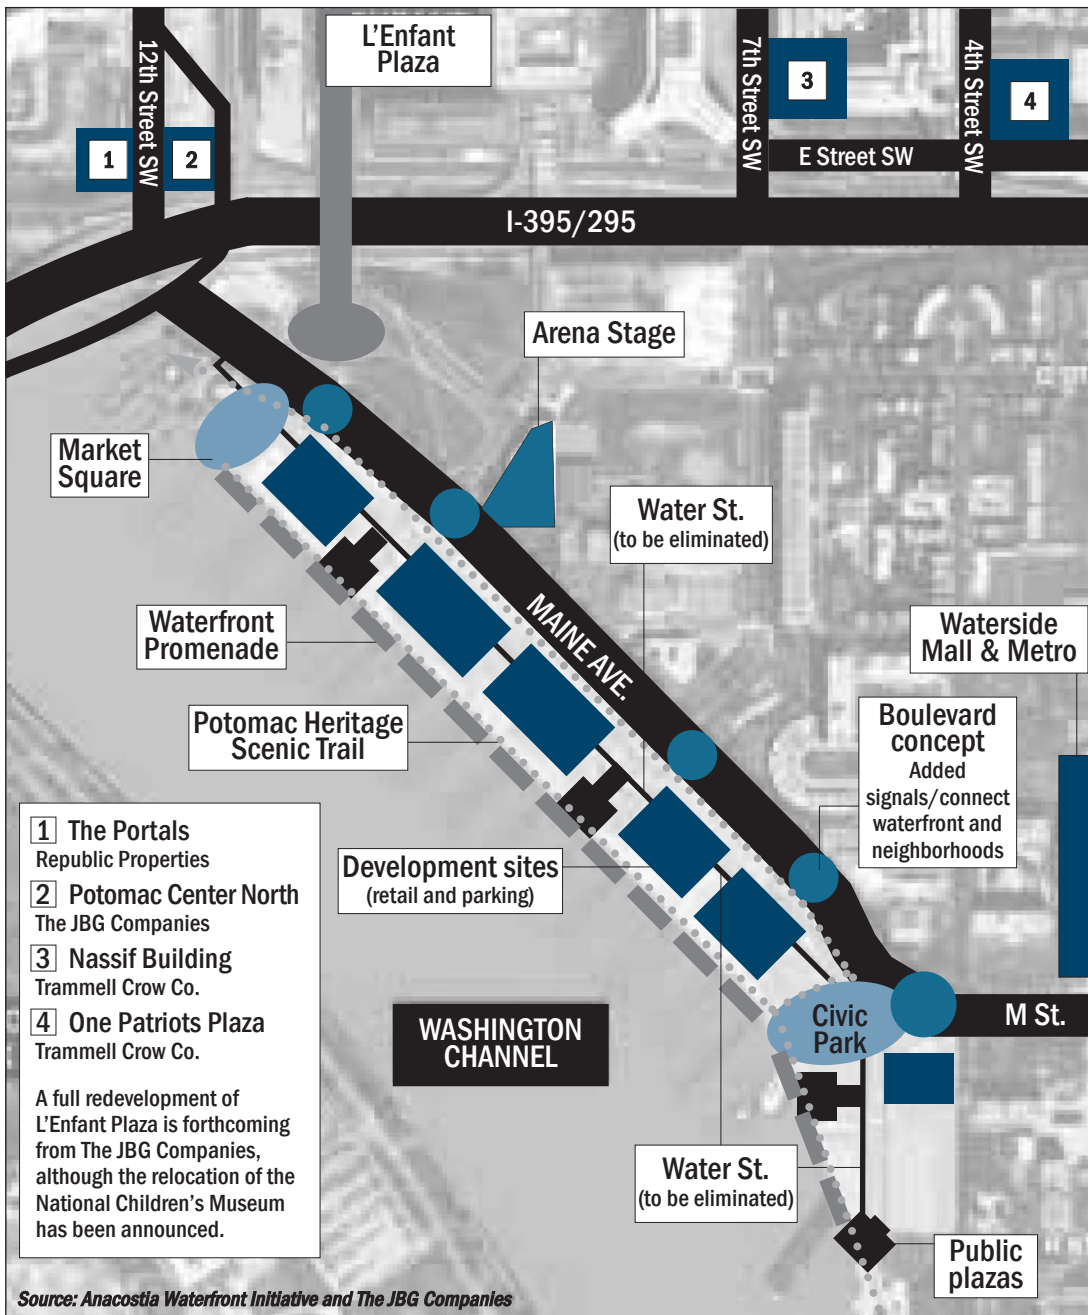 L'Enfant
Plaza
12th Street SW
7th Street SW
4th Street SW
1
2
3
4
E Street SW
I-395/295
Arena Stage
Market
Square
Water St.
(to be eliminated)
MAINE AVE.
Waterfront
Promenade
Waterside
Mall & Metro
Potomac Heritage
Scenic Trail
Boulevard
concept
Added
signals/connect
waterfront and
neighborhoods
Development sites
(retail and parking)
1 The Portals
Republic Properties
2 Potomac Center North
The JBG Companies
3 Nassif Building
Trammell Crow Co.
4 One Patriots Plaza
Trammell Crow Co.
A full redevelopment of
L'Enfant Plaza is forthcoming
from The JBG Companies,
although the relocation of the
National Children's Museum
has been announced.
WASHINGTON
CHANNEL
Civic
Park
M St.
Water St.
(to be eliminated)
Public
plazas
Source: Anacostia Waterfront Initiative and The JBG Companies